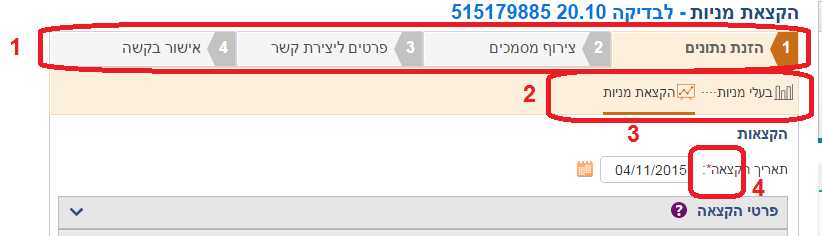 הקצאת מניות - לבדיקה 20.10 515179885
1 1 הזנת נתונים 2 צירוף מסמכים 3 פרטים ליצירת קשר 4 אישור בקשה
בעלי מניות .... הקצאת מניות 2
3
הקצאות
תאריך הקצאה*: 04/11/2015
4
פרטי הקצאה ?